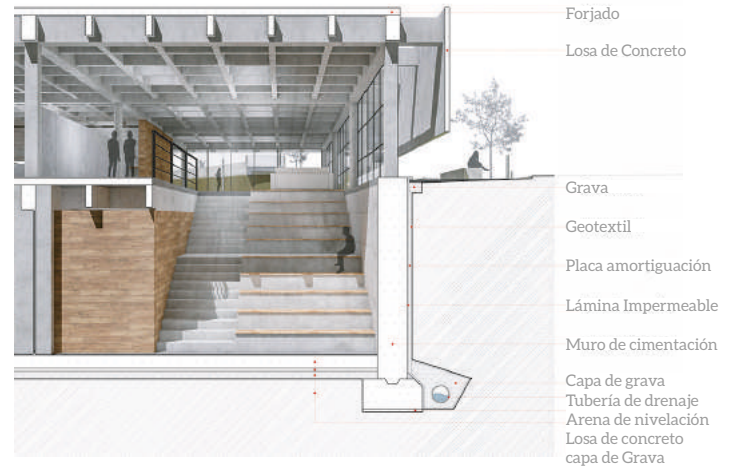 Forjado
Losa de Concreto
Grava
Geotextil
Placa amortiguación
Lámina Impermeable
Muro de cimentación
Capa de grava
Tubería de drenaje
Arena de nivelación
Losa de concreto
capa de Grava